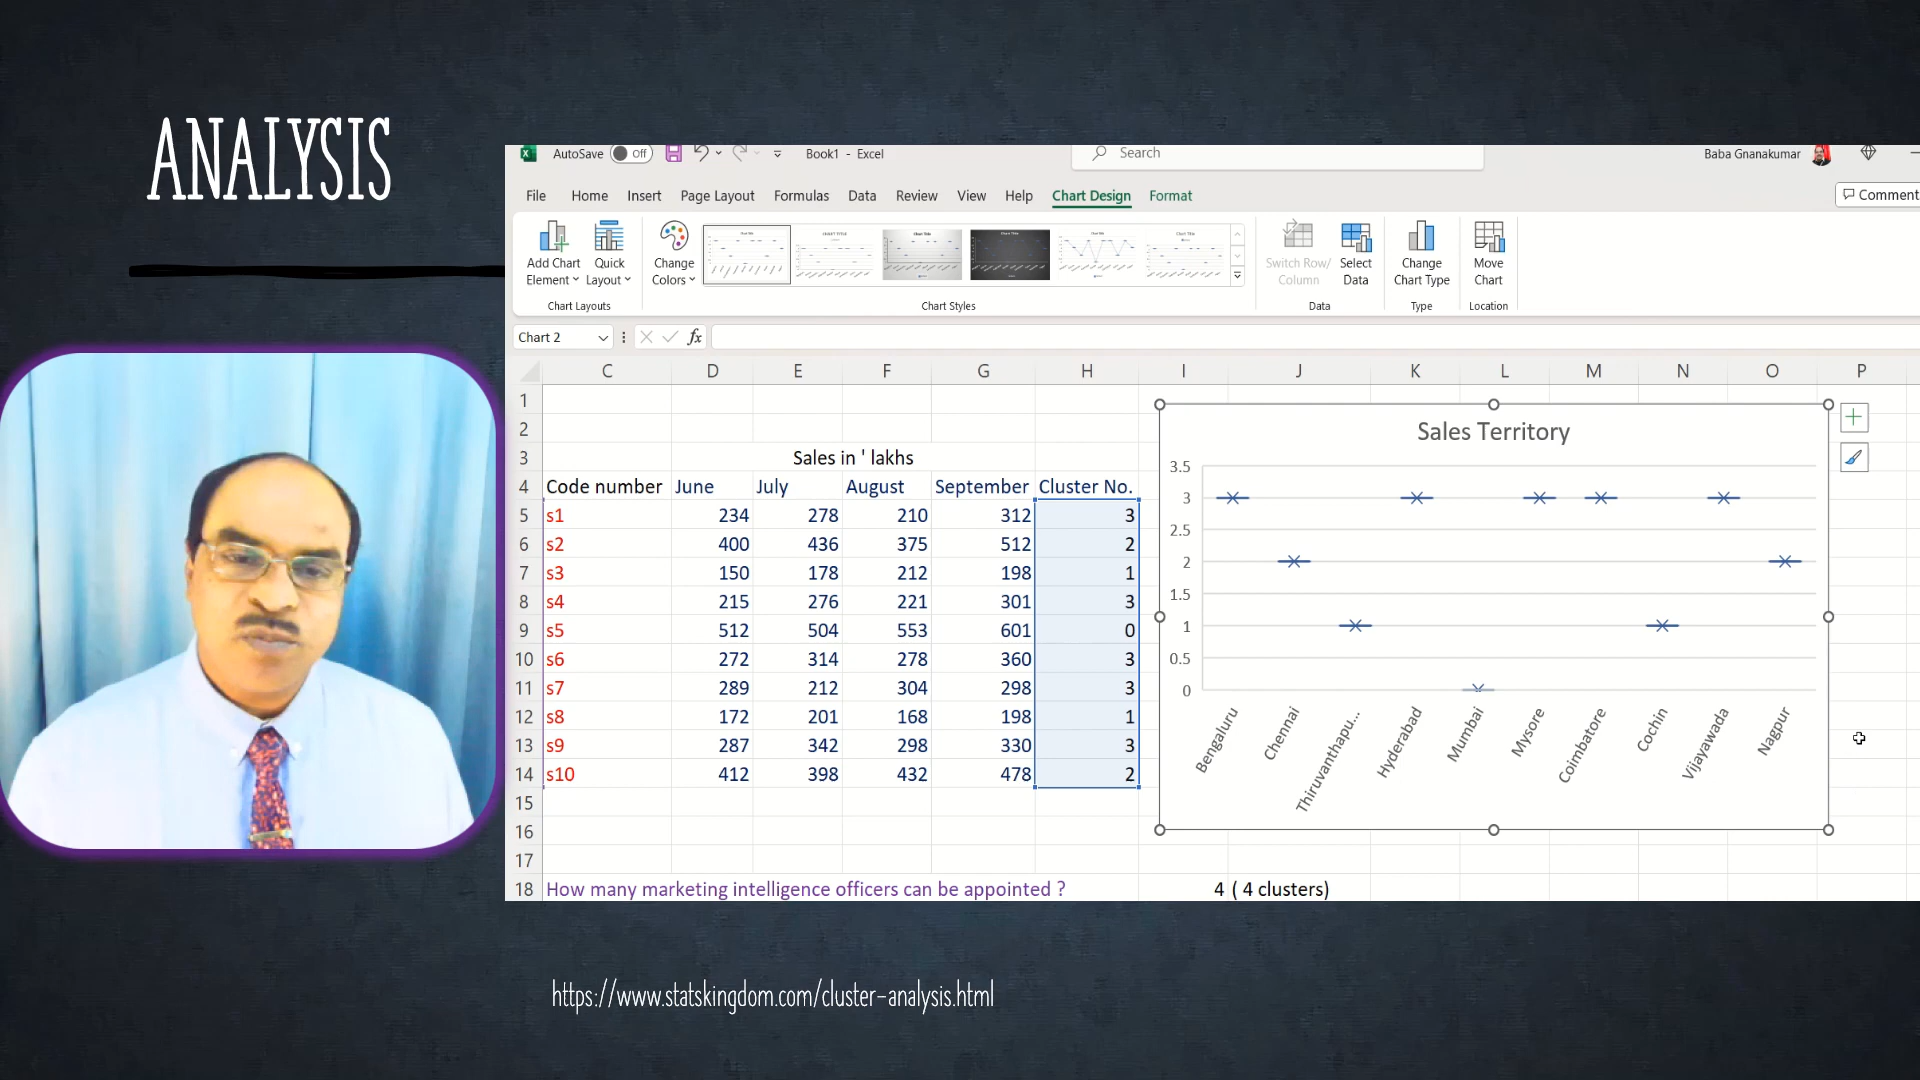 ANALYSIS
AutoSave Off Book1 - Excel Search Baba Gnanakumar
File Home Insert Page Layout Formulas Data Review View Help Chart Design Format Comment
Add Chart Element Quick Layout Change Colors Switch Row/ Column Select Data Change Chart Type Move Chart
Chart Layouts Chart Styles Data Type Location
Chart 2 fx
C D E F G H I J K L M N O P
1
2
3 Sales in ' lakhs
4 Code number June July August September Cluster No.
5 s1 234 278 210 312 3
6 s2 400 436 375 512 2
7 s3 150 178 212 198 1
8 s4 215 276 221 301 3
9 s5 512 504 553 601 0
10 s6 272 314 278 360 3
11 s7 289 212 304 298 3
12 s8 172 201 168 198 1
13 s9 287 342 298 330 3
14 s10 412 398 432 478 2
15
16
17
18 How many marketing intelligence officers can be appointed ? 4 ( 4 clusters)
Sales Territory
3.5
3
2.5
2
1.5
1
0.5
0
Bengaluru Chennai Thiruvanthapu... Hyderabad Mumbai Mysore Coimbatore Cochin Vijayawada Nagpur
https://www.statskingdom.com/cluster-analysis.html